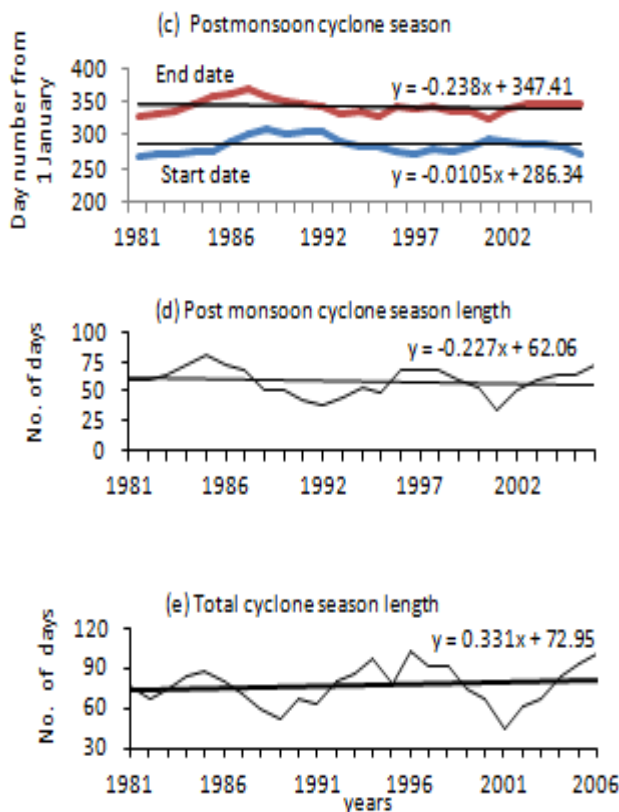 (c) Postmonsoon cyclone season
Day number from
1 January
400
350
300
250
200
End date
y = -0.238x + 347.41
Start date
y = -0.0105x + 286.34
1981 1986 1992 1997 2002
(d) Post monsoon cyclone season length
No. of days
100
75
50
25
0
y = -0.227x + 62.06
1981 1986 1992 1997 2002
(e) Total cyclone season length
No. of days
120
90
60
30
y = 0.331x + 72.95
1981 1986 1991 1996 2001 2006
years